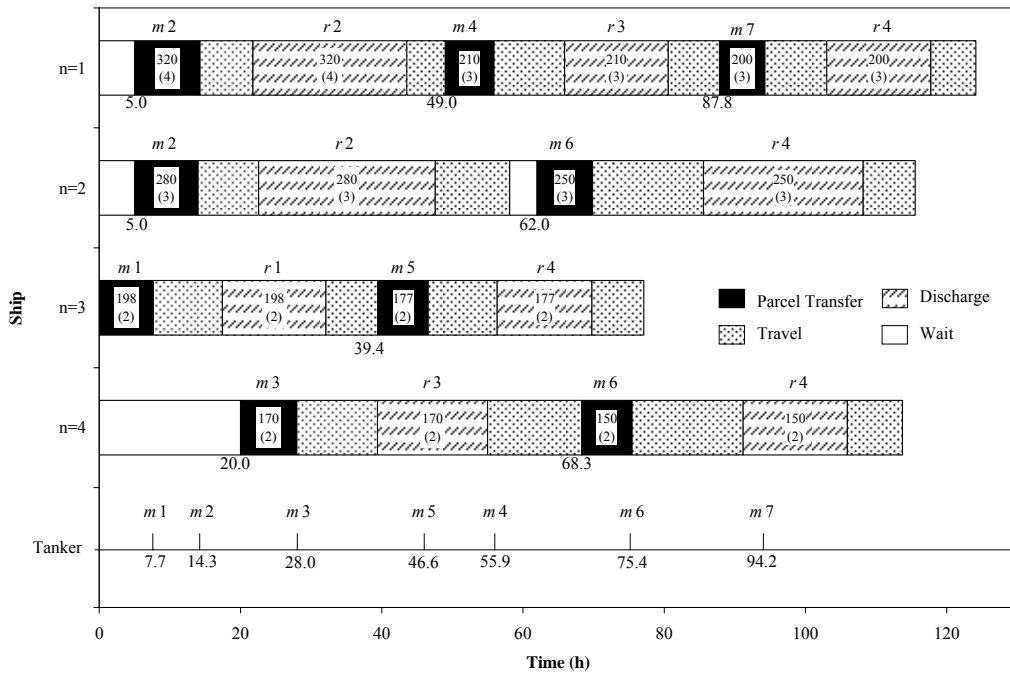 m2 r2 m4 r3 m7 r4
n=1
320 320 210 210 200 200
(4) (4) (3) (3) (3) (3)
5.0 49.0 87.8
m2 r2 m6 r4
n=2
280 280 250 250
(3) (3) (3) (3)
5.0 62.0
m1 r1 m5 r4
n=3
198 198 177 177
(2) (2) (2) (2)
39.4
Parcel Transfer Discharge
Travel Wait
m3 r3 m6 r4
n=4
170 170 150 150
(2) (2) (2) (2)
20.0 68.3
m1 m2 m3 m5 m4 m6 m7
Tanker
7.7 14.3 28.0 46.6 55.9 75.4 94.2
0 20 40 60 80 100 120
Time (h)
Ship